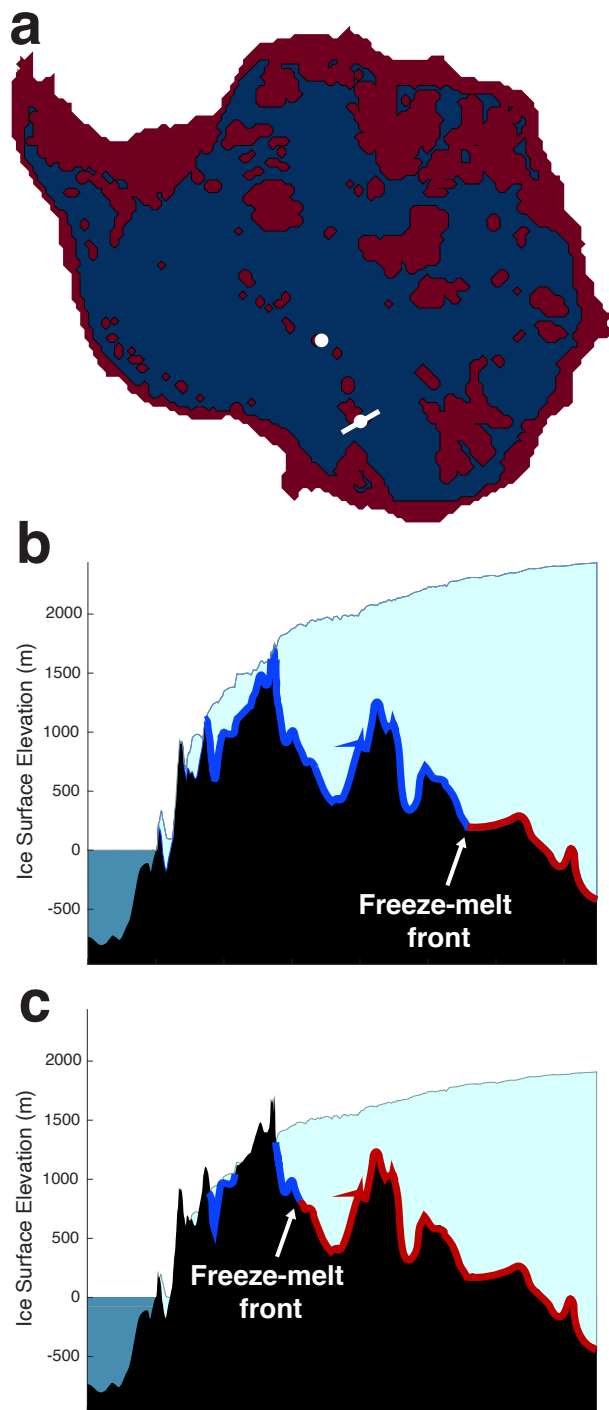 a
b
Ice Surface Elevation (m)
2000
1500
1000
500
0
-500
Freeze-melt
front
c
Ice Surface Elevation (m)
2000
1500
1000
500
0
-500
Freeze-melt
front